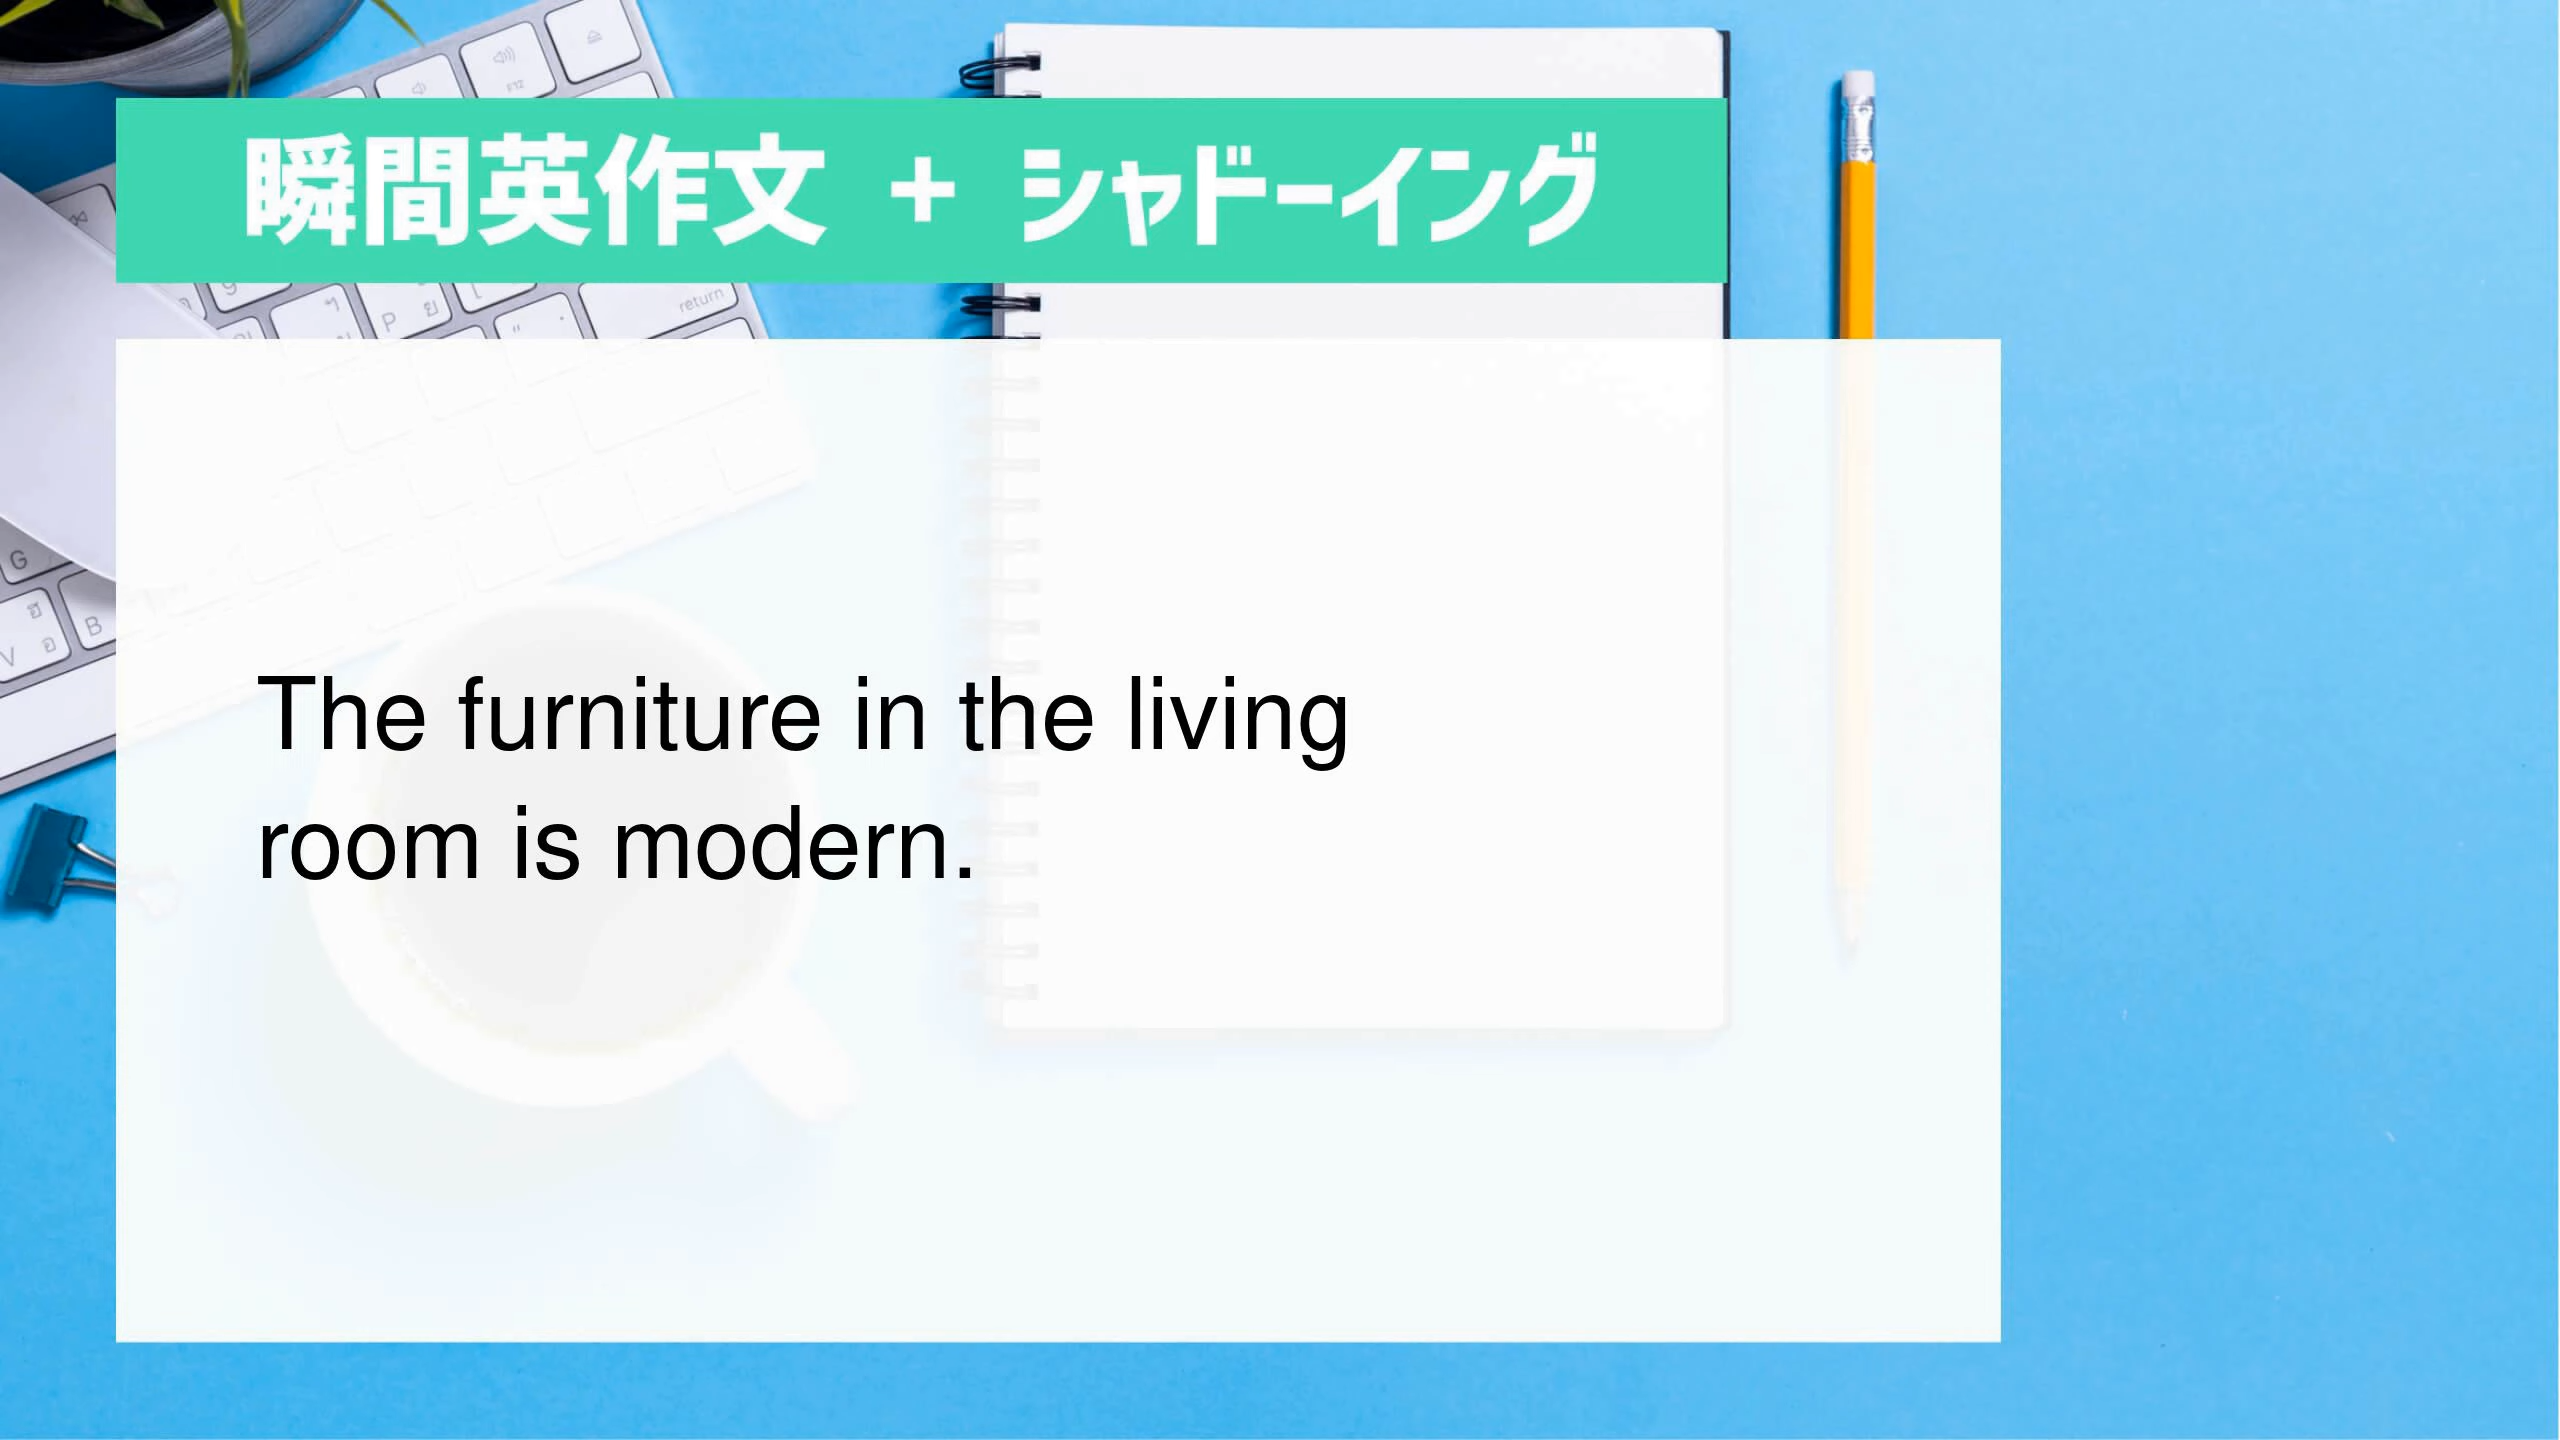 瞬間英作文 + シャドーイング
The furniture in the living
room is modern.